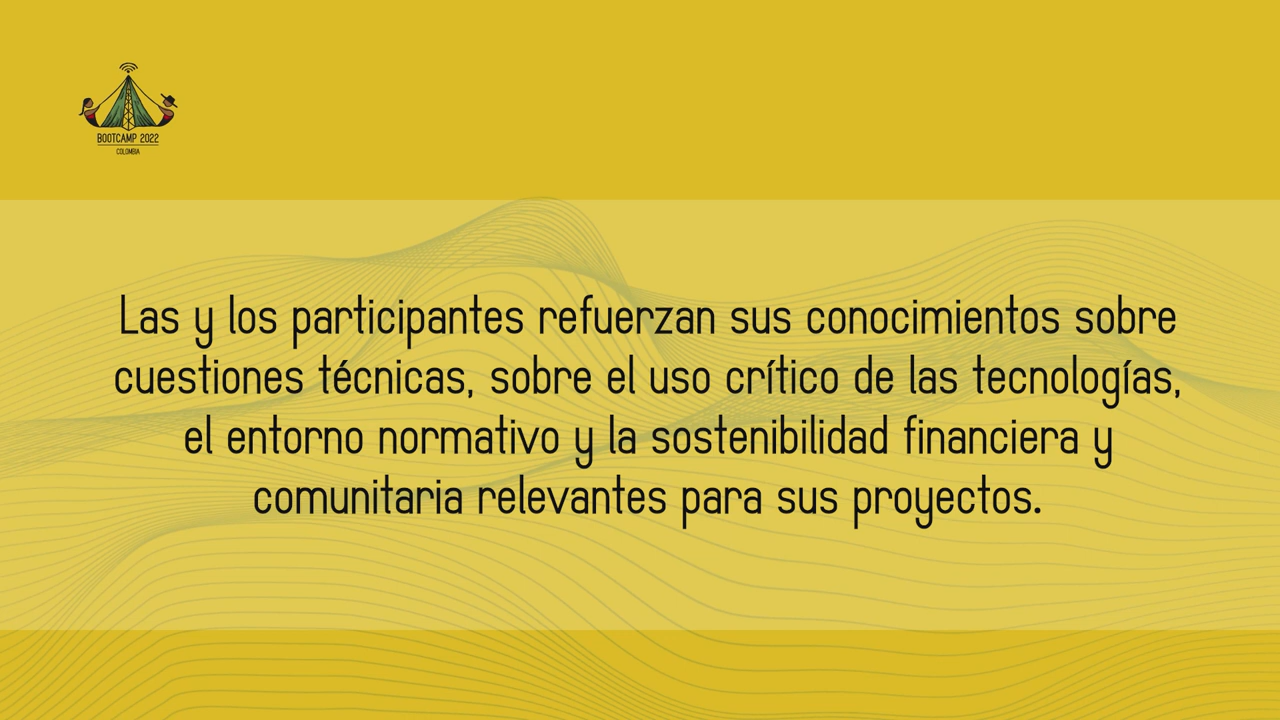 BOOTCAMP 2022
COLOMBIA
Las y los participantes refuerzan sus conocimientos sobre
cuestiones técnicas, sobre el uso crítico de las tecnologías,
el entorno normativo y la sostenibilidad financiera y
comunitaria relevantes para sus proyectos.